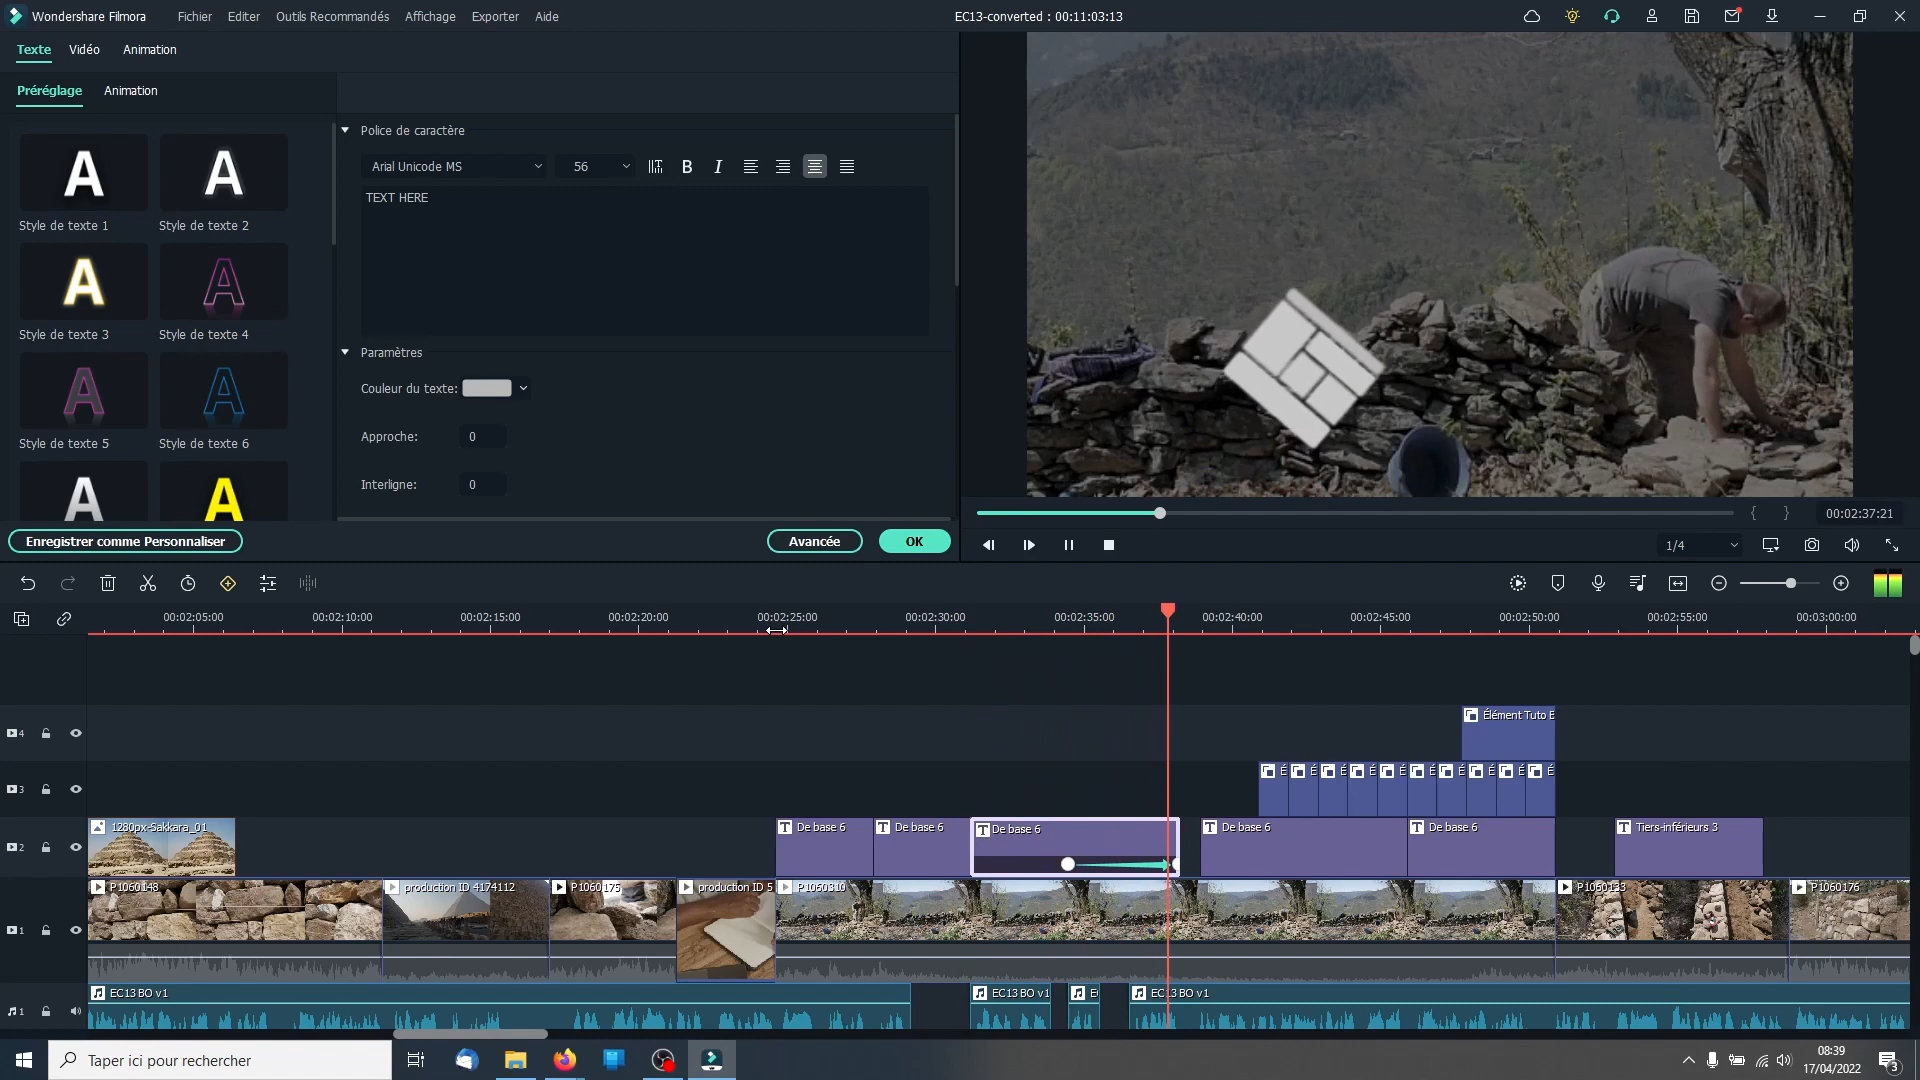 Wondershare Filmora
Fichier
Editer
Outils Recommandés
Affichage
Exporter
Aide
EC13-converted : 00:11:03:13
Texte
Vidéo
Animation
Préréglage
Animation
Style de texte 1
Style de texte 2
Style de texte 3
Style de texte 4
Style de texte 5
Style de texte 6
Police de caractère
Arial Unicode MS
56
B
I
TEXT HERE
Paramètres
Couleur du texte:
Approche:
0
Interligne:
0
Enregistrer comme Personnaliser
Avancée
OK
{ }
00:02:37:21
1/4
00:02:05:00
00:02:10:00
00:02:15:00
00:02:20:00
00:02:25:00
00:02:30:00
00:02:35:00
00:02:40:00
00:02:45:00
00:02:50:00
00:02:55:00
00:03:00:00
4
Élément Tuto E
3
É
É
É
É
É
É
É
É
É
É
2
1280px-Sakkara_01
De base 6
De base 6
De base 6
De base 6
De base 6
Tiers-inférieurs 3
1
P1060148
production ID 4174112
P1060175
production ID 5
P1060310
P1060133
P1060176
1
EC13 BO v1
EC13 BO v1
E
EC13 BO v1
Taper ici pour rechercher
08:39
17/04/2022
3